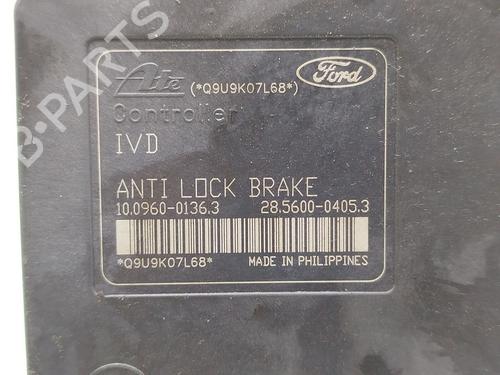 Ate (*Q9U9K07L68*) Ford
Controller
IVD
ANTI LOCK BRAKE
10.0960-0136.3 28.5600-0405.3
*Q9U9K07L68* MADE IN PHILIPPINES
B-PARTS